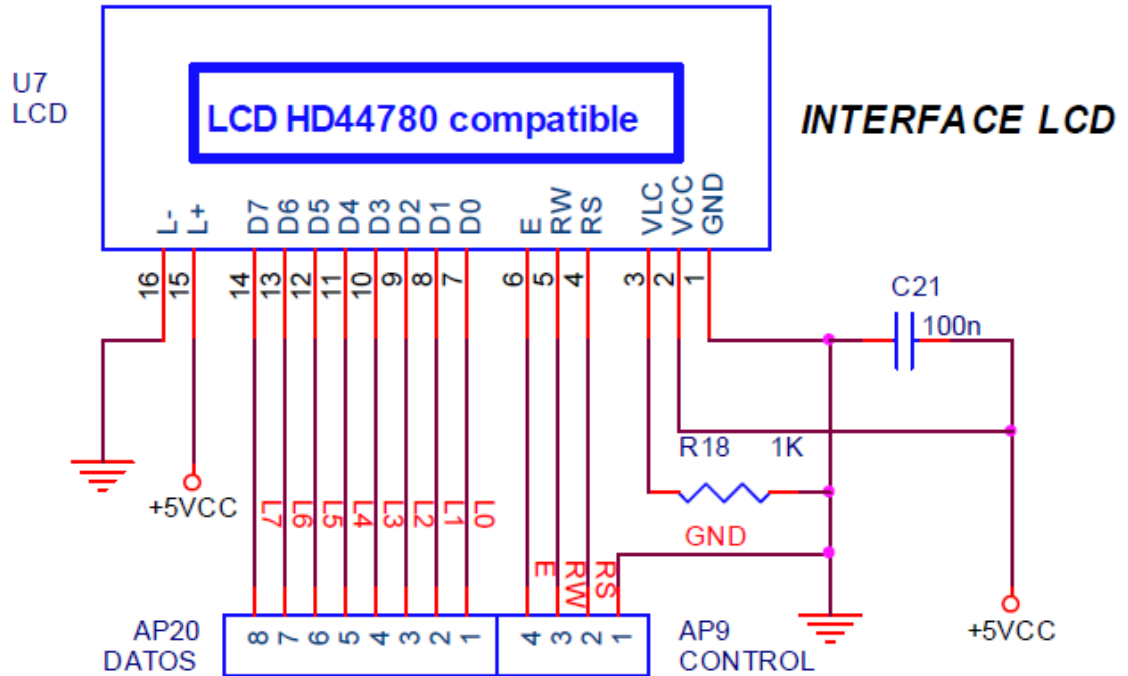 U7
LCD
LCD HD44780 compatible
INTERFACE LCD
L- L+ D7 D6 D5 D4 D3 D2 D1 D0 E RW RS VLC VCC GND
16 15 14 13 12 11 10 9 8 7 6 5 4 3 2 1
C21
100n
R18 1K
+5VCC
L7 L6 L5 L4 L3 L2 L1 L0
GND
E RW RS
+5VCC
AP20
DATOS
8 7 6 5 4 3 2 1
4 3 2 1
AP9
CONTROL